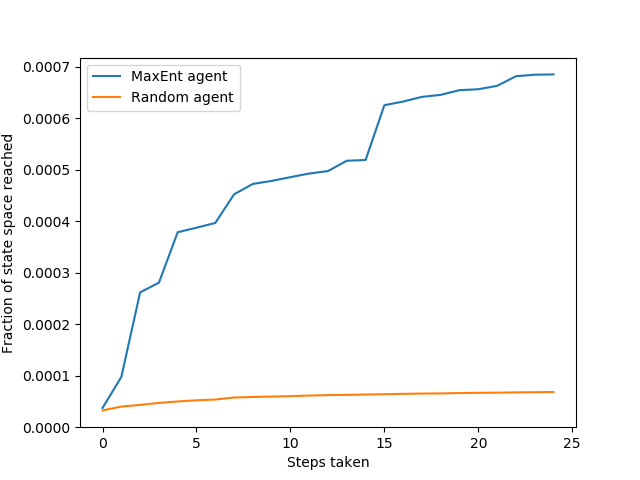 MaxEnt agent
Random agent
0.0007
0.0006
0.0005
0.0004
0.0003
0.0002
0.0001
0.0000
Fraction of state space reached
0 5 10 15 20 25
Steps taken